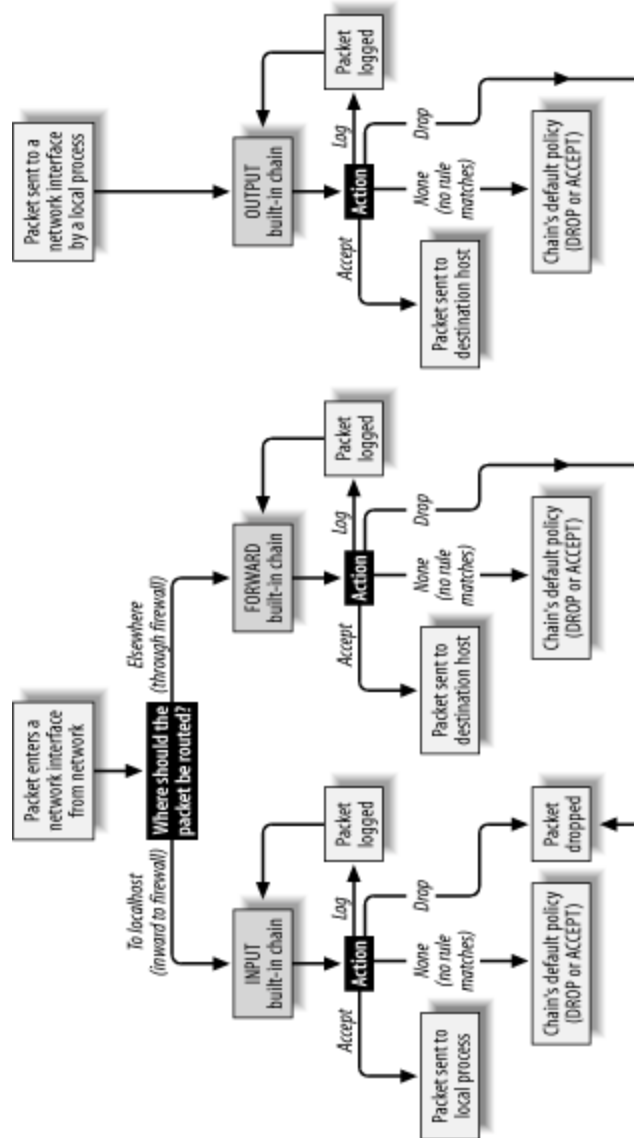 Packet enters a
network interface
from network
Where should the
packet be routed?
To localhost
(inward to firewall)
Elsewhere
(through firewall)
INPUT
built-in chain
Action
Accept
Log
Drop
None
(no rule
matches)
Packet
logged
Packet sent to
local process
Chain's default policy
(DROP or ACCEPT)
Packet
dropped
FORWARD
built-in chain
Action
Accept
Log
Drop
None
(no rule
matches)
Packet
logged
Packet sent to
destination host
Chain's default policy
(DROP or ACCEPT)
Packet sent to a
network interface
by a local process
OUTPUT
built-in chain
Action
Accept
Log
Drop
None
(no rule
matches)
Packet
logged
Packet sent to
destination host
Chain's default policy
(DROP or ACCEPT)